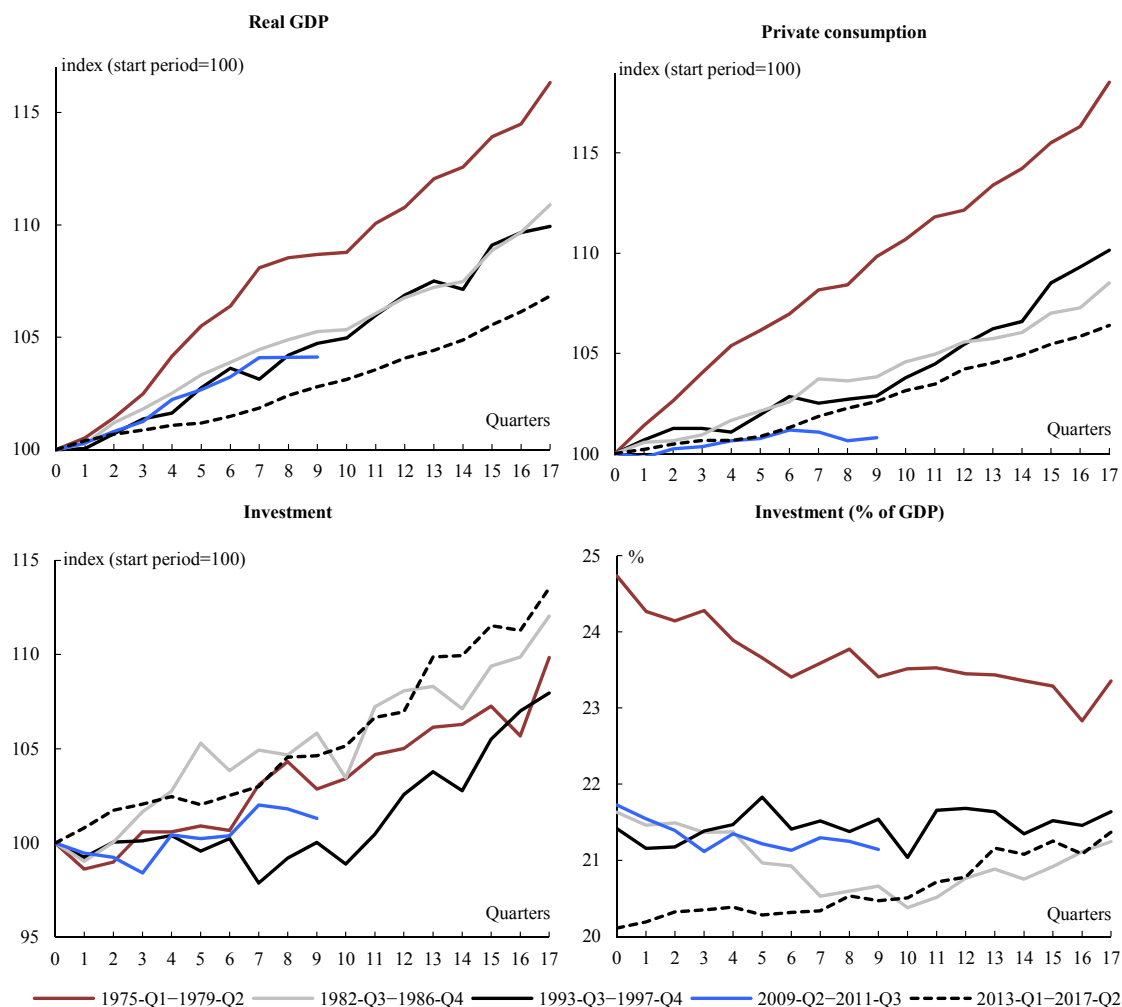 Real GDP
index (start period=100)
115
110
105
100
Quarters
0 1 2 3 4 5 6 7 8 9 10 11 12 13 14 15 16 17
Private consumption
index (start period=100)
115
110
105
100
Quarters
0 1 2 3 4 5 6 7 8 9 10 11 12 13 14 15 16 17
Investment
index (start period=100)
115
110
105
100
95
Quarters
0 1 2 3 4 5 6 7 8 9 10 11 12 13 14 15 16 17
Investment (% of GDP)
%
25
24
23
22
21
20
Quarters
0 1 2 3 4 5 6 7 8 9 10 11 12 13 14 15 16 17
1975-Q1−1979-Q2 1982-Q3−1986-Q4 1993-Q3−1997-Q4 2009-Q2−2011-Q3 2013-Q1−2017-Q2